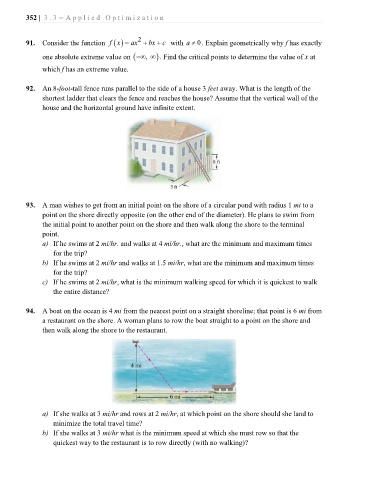 352 | 3.3 – Applied Optimization
91. Consider the function f(x) = ax² + bx + c with a ≠ 0. Explain geometrically why f has exactly
one absolute extreme value on (−∞, ∞). Find the critical points to determine the value of x at
which f has an extreme value.
92. An 8-foot-tall fence runs parallel to the side of a house 3 feet away. What is the length of the
shortest ladder that clears the fence and reaches the house? Assume that the vertical wall of the
house and the horizontal ground have infinite extent.
8 ft
3 ft
93. A man wishes to get from an initial point on the shore of a circular pond with radius 1 mi to a
point on the shore directly opposite (on the other end of the diameter). He plans to swim from
the initial point to another point on the shore and then walk along the shore to the terminal
point.
a) If he swims at 2 mi/hr. and walks at 4 mi/hr., what are the minimum and maximum times
for the trip?
b) If he swims at 2 mi/hr and walks at 1.5 mi/hr, what are the minimum and maximum times
for the trip?
c) If he swims at 2 mi/hr, what is the minimum walking speed for which it is quickest to walk
the entire distance?
94. A boat on the ocean is 4 mi from the nearest point on a straight shoreline; that point is 6 mi from
a restaurant on the shore. A woman plans to row the boat straight to a point on the shore and
then walk along the shore to the restaurant.
4 mi
6 mi
a) If she walks at 3 mi/hr and rows at 2 mi/hr, at which point on the shore should she land to
minimize the total travel time?
b) If she walks at 3 mi/hr what is the minimum speed at which she must row so that the
quickest way to the restaurant is to row directly (with no walking)?